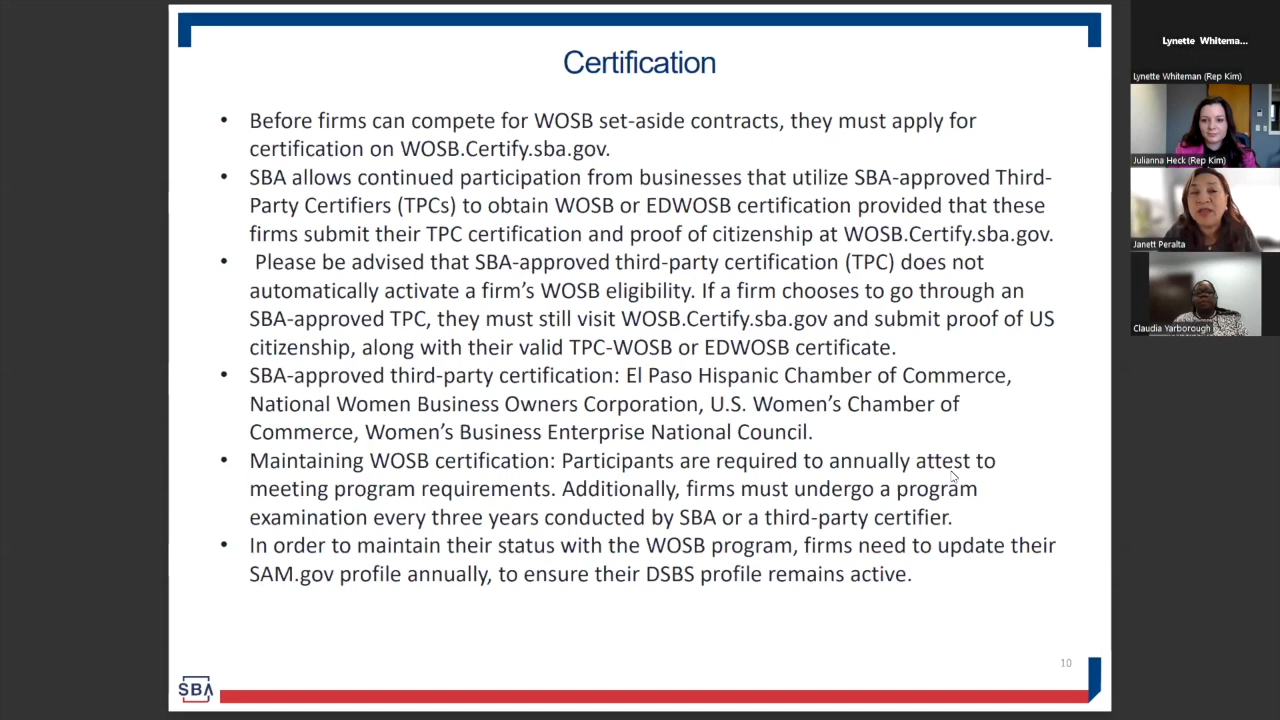 Certification
• Before firms can compete for WOSB set-aside contracts, they must apply for
certification on WOSB.Certify.sba.gov.
• SBA allows continued participation from businesses that utilize SBA-approved Third-
Party Certifiers (TPCs) to obtain WOSB or EDWOSB certification provided that these
firms submit their TPC certification and proof of citizenship at WOSB.Certify.sba.gov.
• Please be advised that SBA-approved third-party certification (TPC) does not
automatically activate a firm’s WOSB eligibility. If a firm chooses to go through an
SBA-approved TPC, they must still visit WOSB.Certify.sba.gov and submit proof of US
citizenship, along with their valid TPC-WOSB or EDWOSB certificate.
• SBA-approved third-party certification: El Paso Hispanic Chamber of Commerce,
National Women Business Owners Corporation, U.S. Women’s Chamber of
Commerce, Women’s Business Enterprise National Council.
• Maintaining WOSB certification: Participants are required to annually attest to
meeting program requirements. Additionally, firms must undergo a program
examination every three years conducted by SBA or a third-party certifier.
• In order to maintain their status with the WOSB program, firms need to update their
SAM.gov profile annually, to ensure their DSBS profile remains active.
10
SBA
Lynette Whitema...
Lynette Whiteman (Rep Kim)
Julianna Heck (Rep Kim)
Janett Peralta
Claudia Yarborough